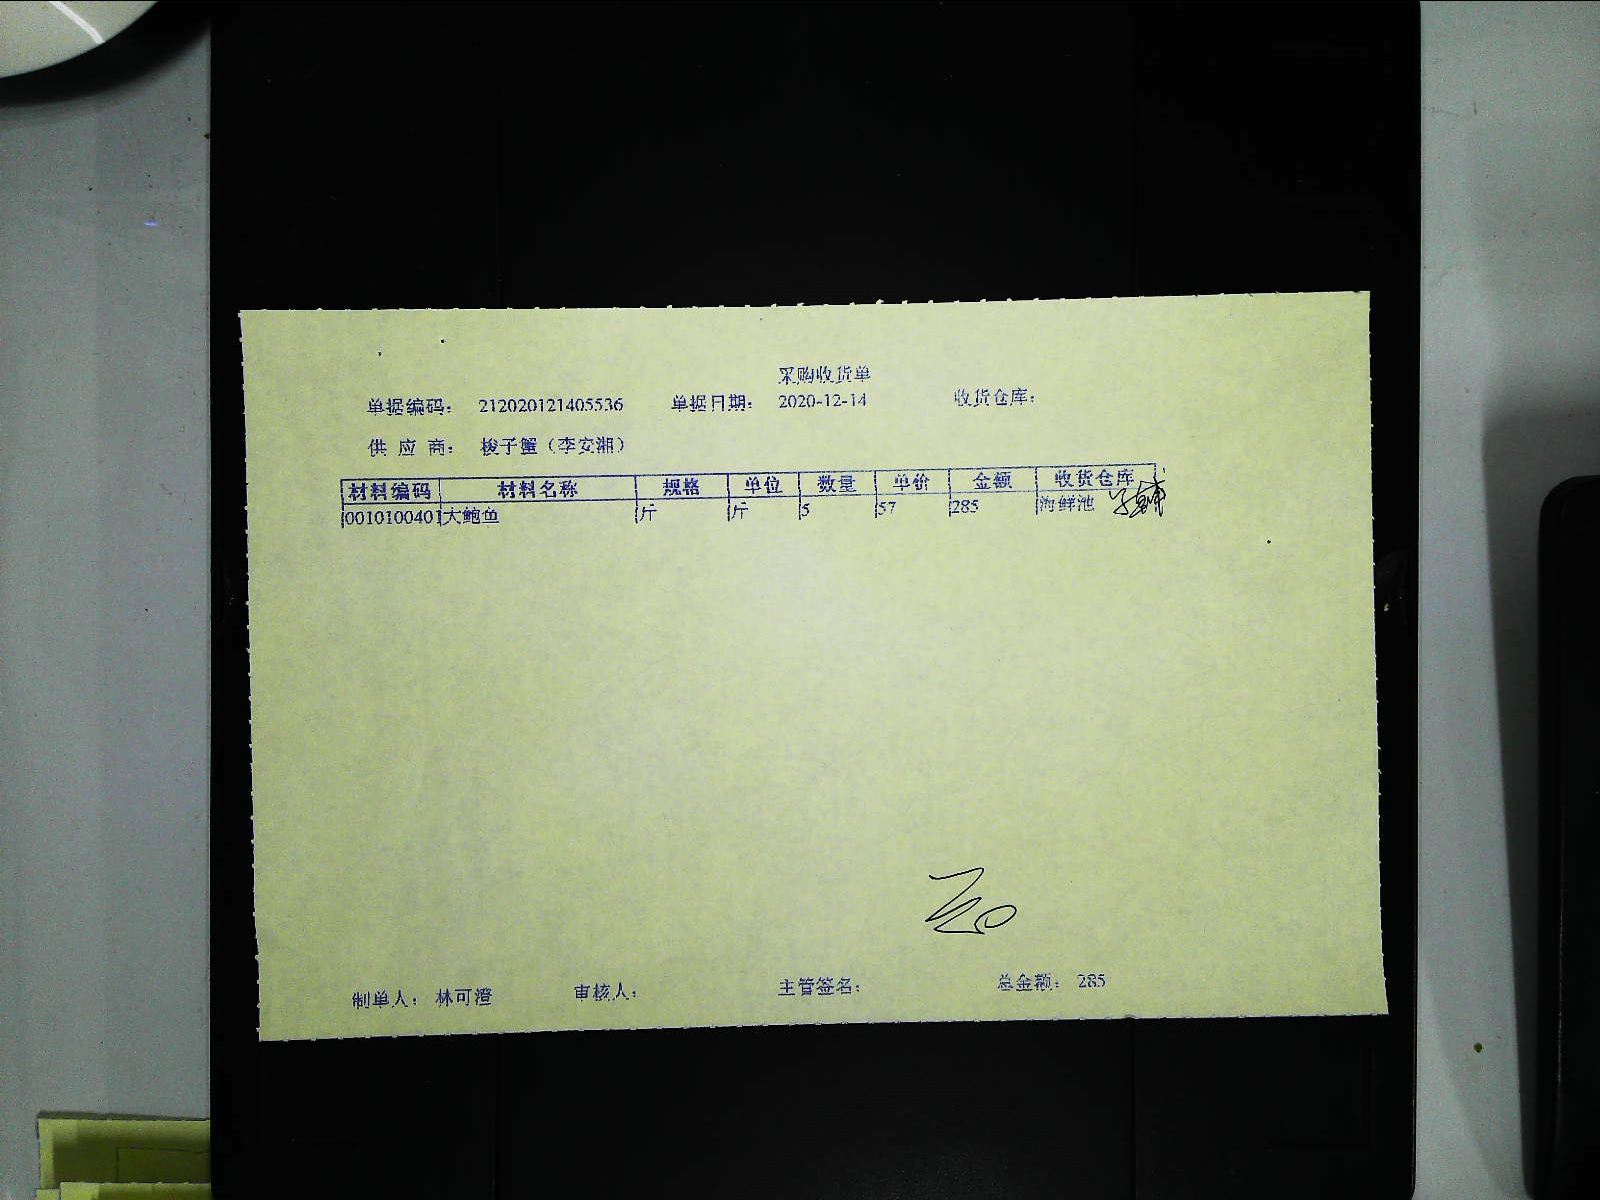 采购收货单
单据编码: 212020121405536 单据日期: 2020-12-14 收货仓库:
供 应 商: 梭子蟹（李安湘）
材料编码 材料名称 规格 单位 数量 单价 金额 收货仓库
0010100401 大鲍鱼 斤 斤 5 57 285 海鲜池
制单人: 林可澄 审核人: 主管签名: 总金额: 285